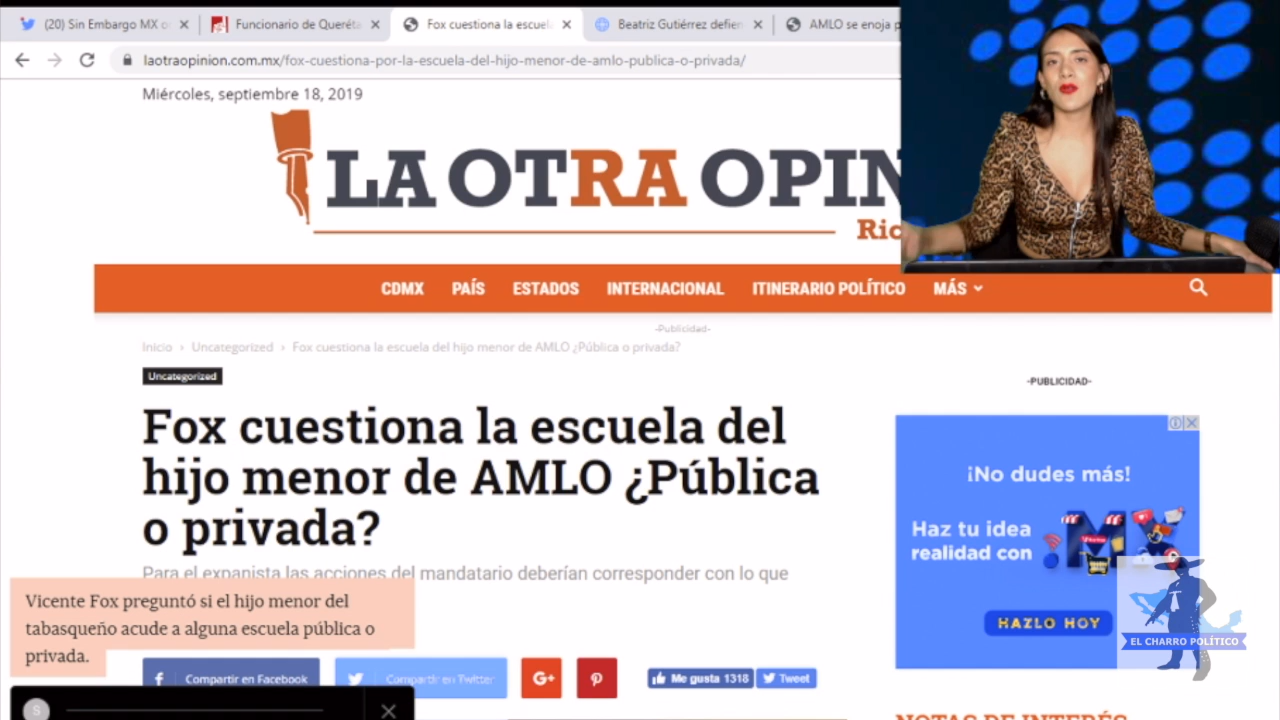 (20) Sin Embargo MX
Funcionario de Queréta
Fox cuestiona la escuela
Beatriz Gutiérrez defien
AMLO se enoja p
laotraopinion.com.mx/fox-cuestiona-por-la-escuela-del-hijo-menor-de-amlo-publica-o-privada/
Miércoles, septiembre 18, 2019
LA OTRA OPIN
Ric
CDMX PAÍS ESTADOS INTERNACIONAL ITINERARIO POLÍTICO MÁS
-Publicidad-
Inicio › Uncategorized › Fox cuestiona la escuela del hijo menor de AMLO ¿Pública o privada?
Uncategorized
-PUBLICIDAD-
Fox cuestiona la escuela del
hijo menor de AMLO ¿Pública
o privada?
Para el expanista las acciones del mandatario deberían corresponder con lo que
Vicente Fox preguntó si el hijo menor del
tabasqueño acude a alguna escuela pública o
privada.
Compartir en Facebook
Compartir en Twitter
G+
Me gusta 1318
Tweet
S
¡No dudes más!
Haz tu idea
realidad con
.MX
HAZLO HOY
EL CHARRO POLÍTICO
NOTAS DE INTERÉS